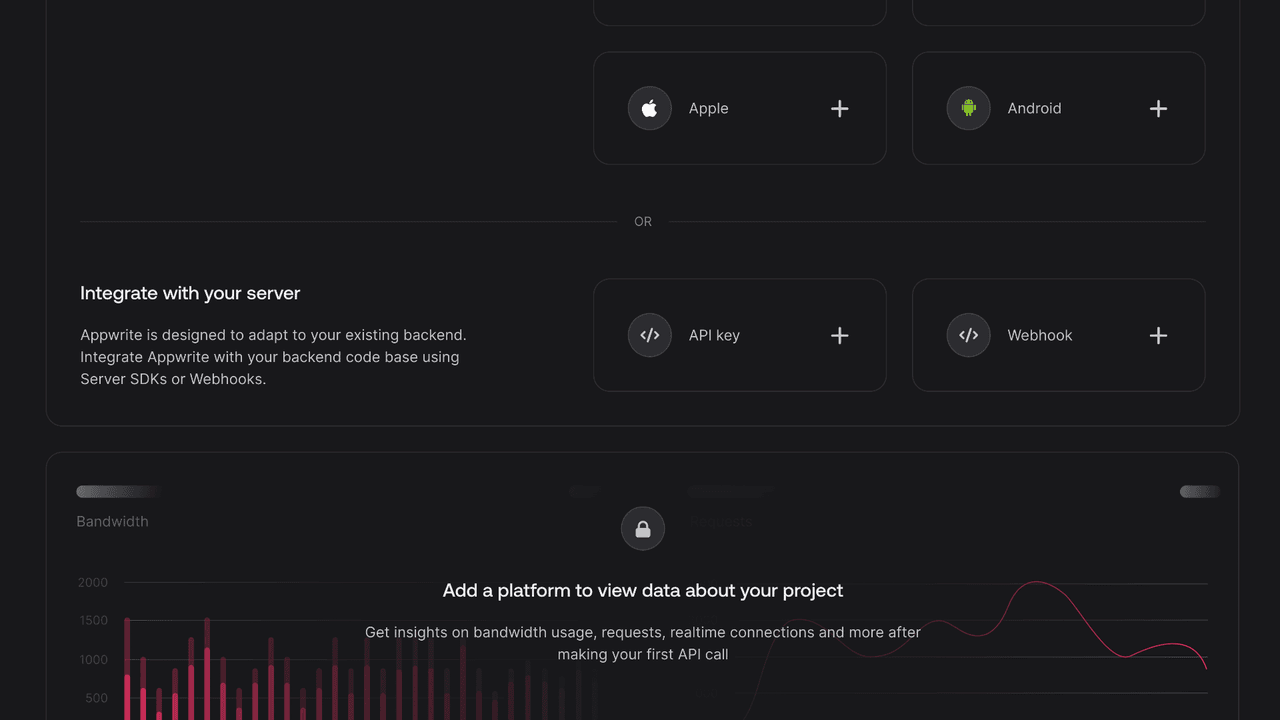 Apple
Android
OR
Integrate with your server
Appwrite is designed to adapt to your existing backend.
Integrate Appwrite with your backend code base using
Server SDKs or Webhooks.
API key
Webhook
Bandwidth
Requests
Add a platform to view data about your project
Get insights on bandwidth usage, requests, realtime connections and more after
making your first API call
2000
1500
1000
500